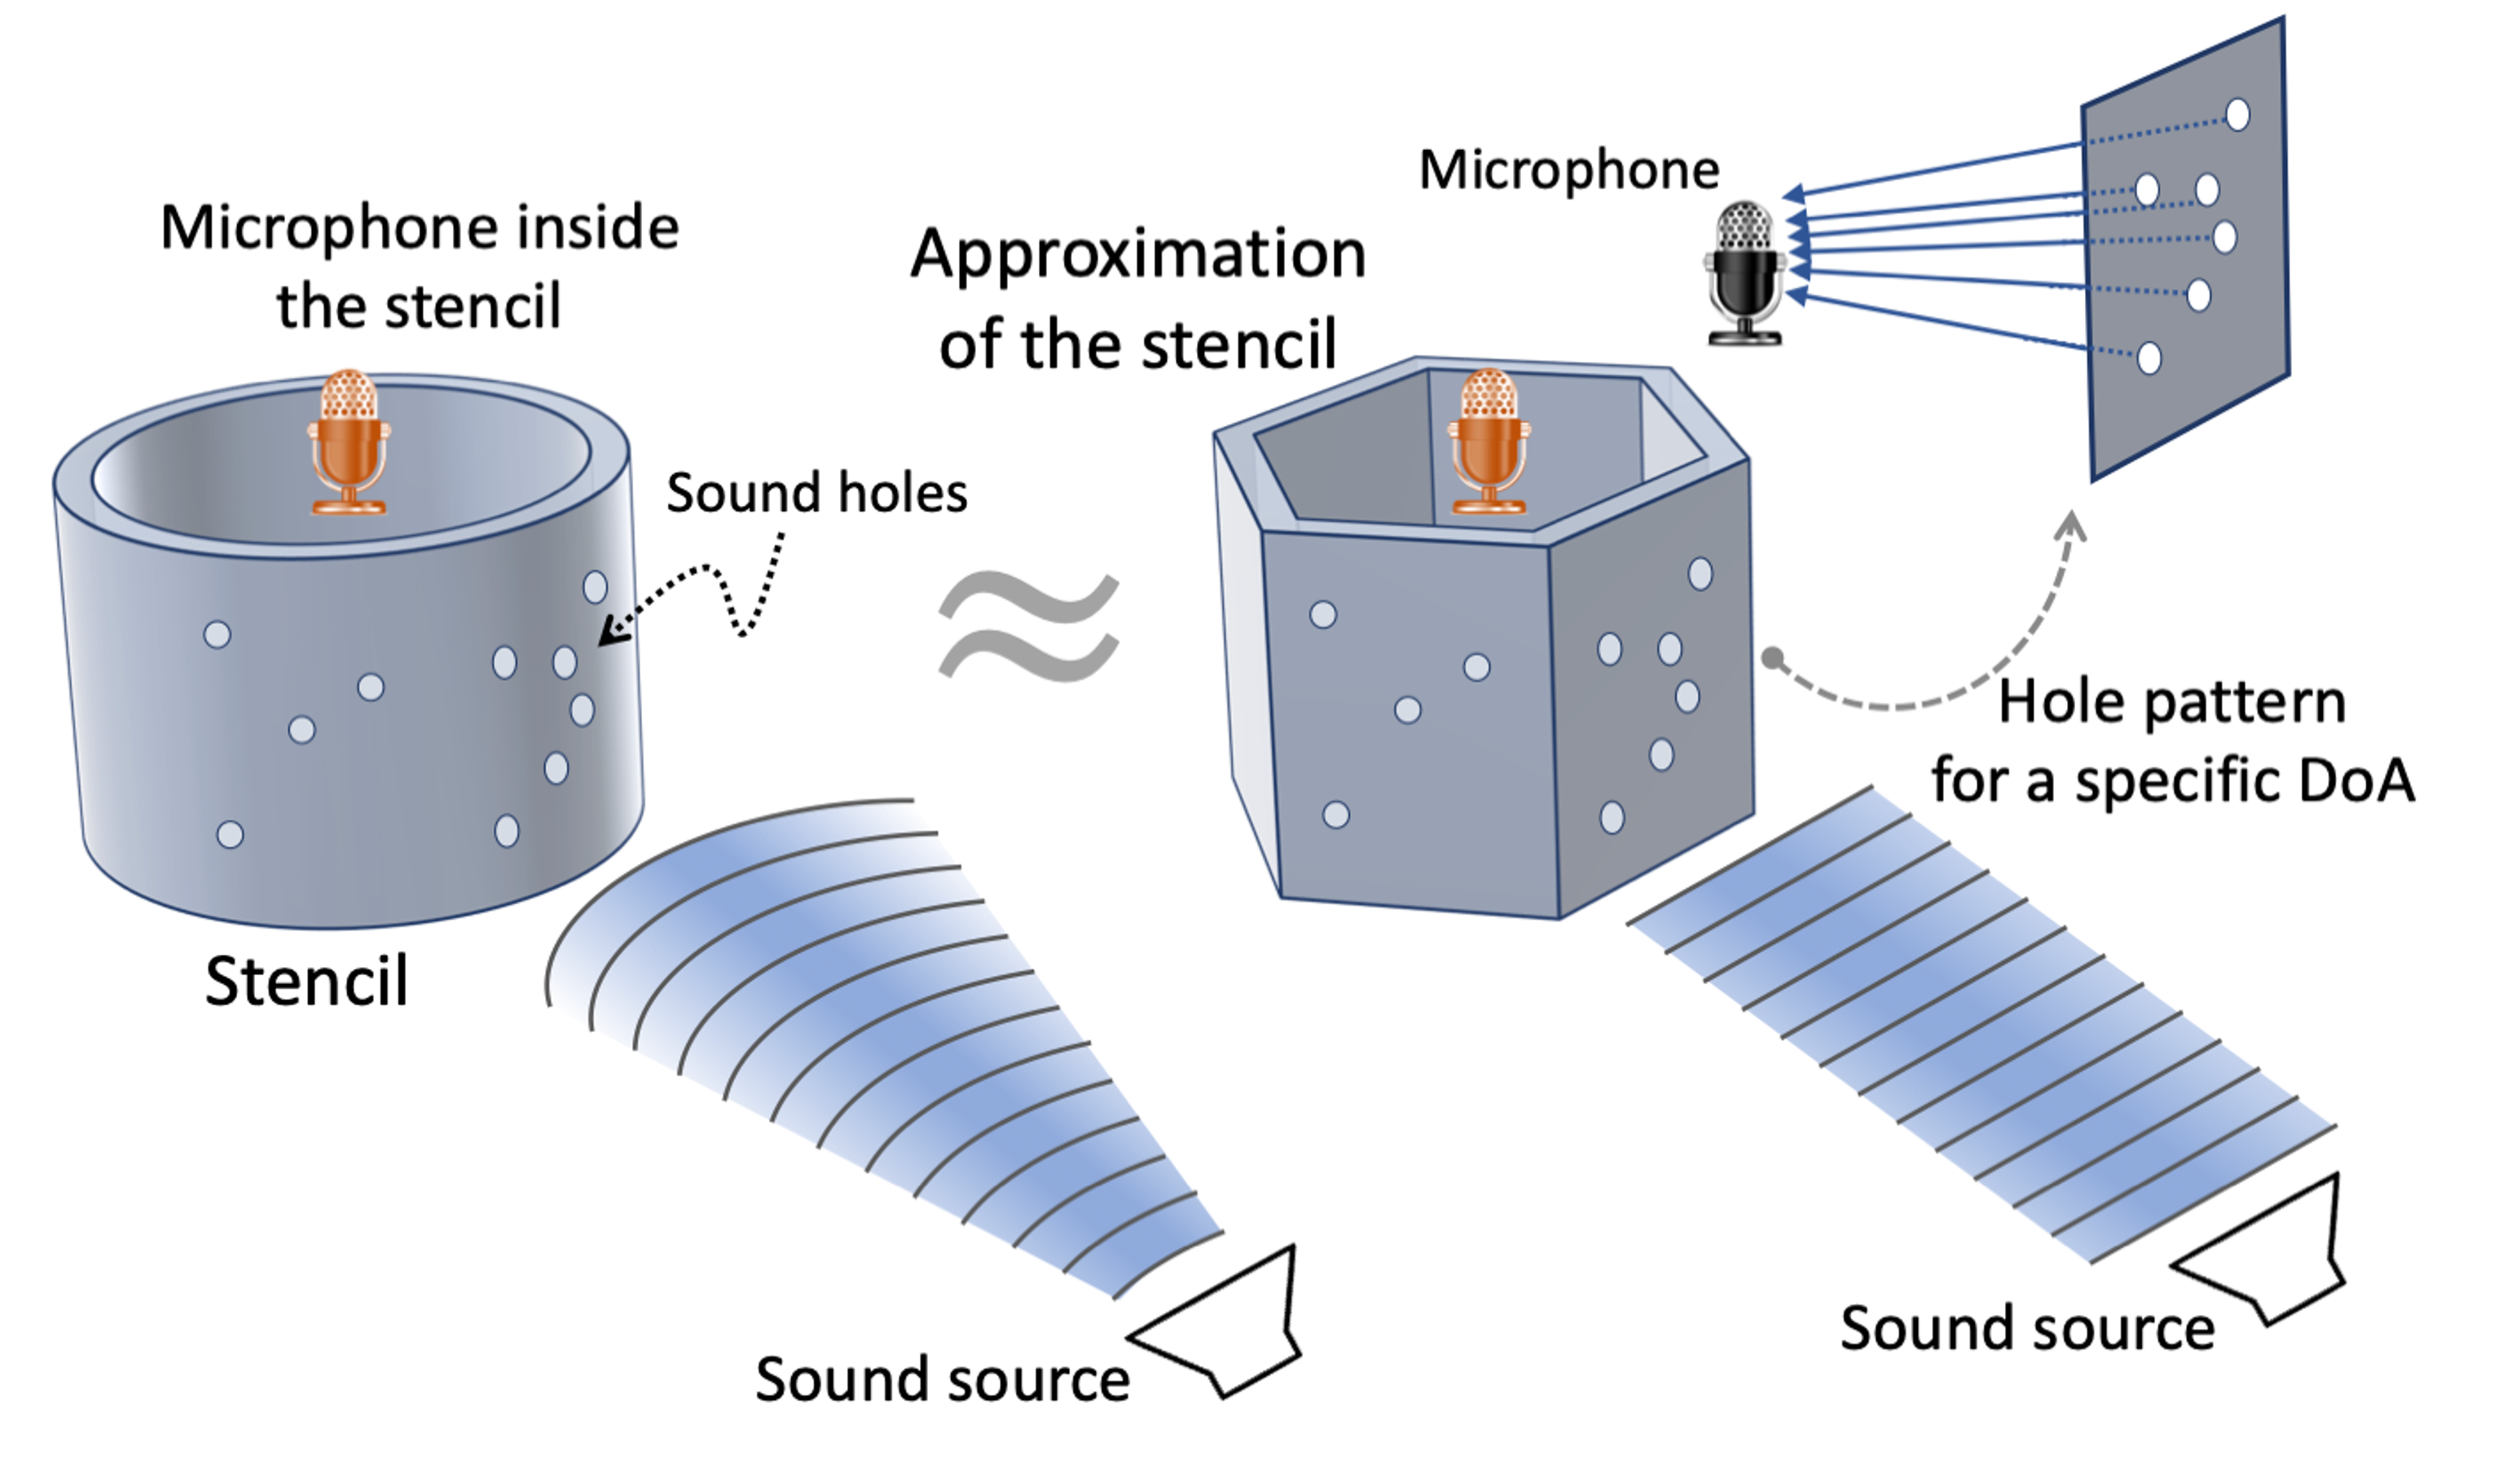 Microphone inside
the stencil
Sound holes
Stencil
Sound source
Approximation
of the stencil
Microphone
Hole pattern
for a specific DoA
Sound source